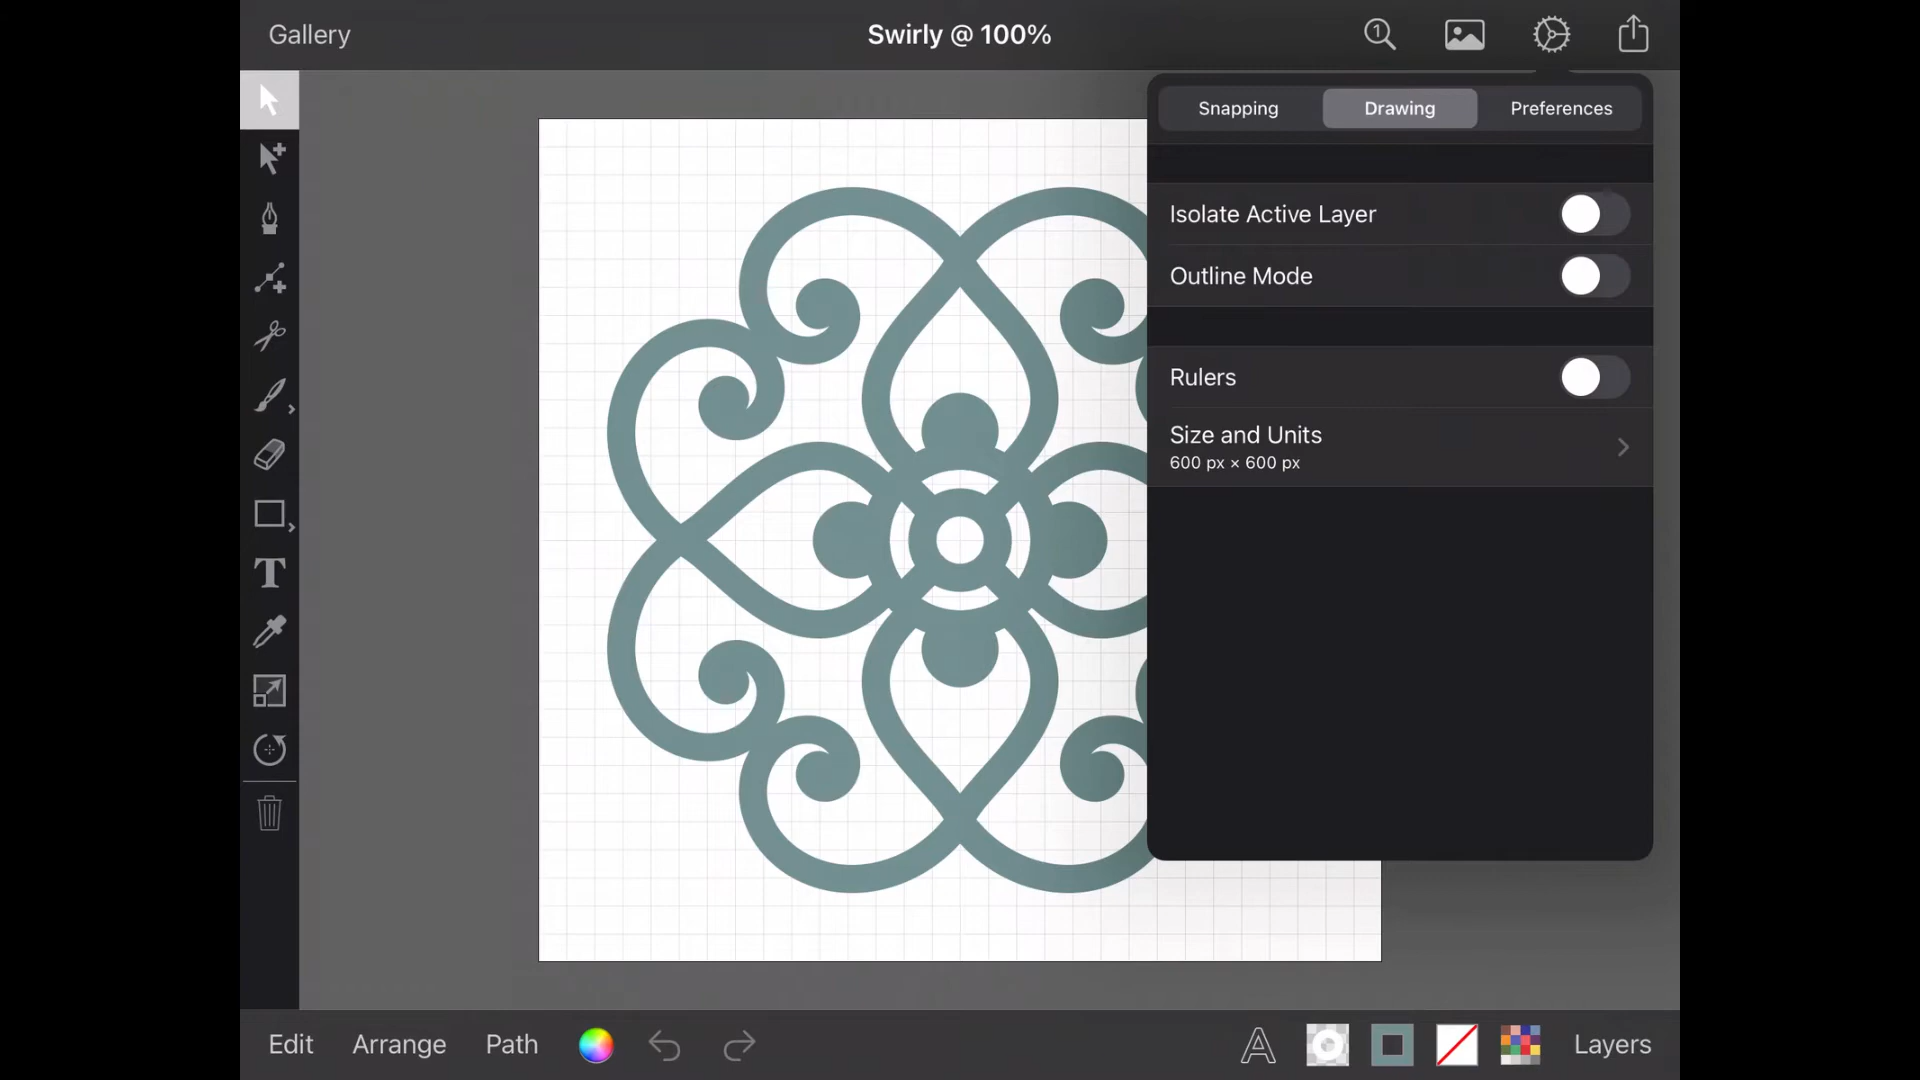 Gallery
Swirly @ 100%
1
Snapping
Drawing
Preferences
Isolate Active Layer
Outline Mode
Rulers
Size and Units
600 px × 600 px
T
Edit
Arrange
Path
A
Layers